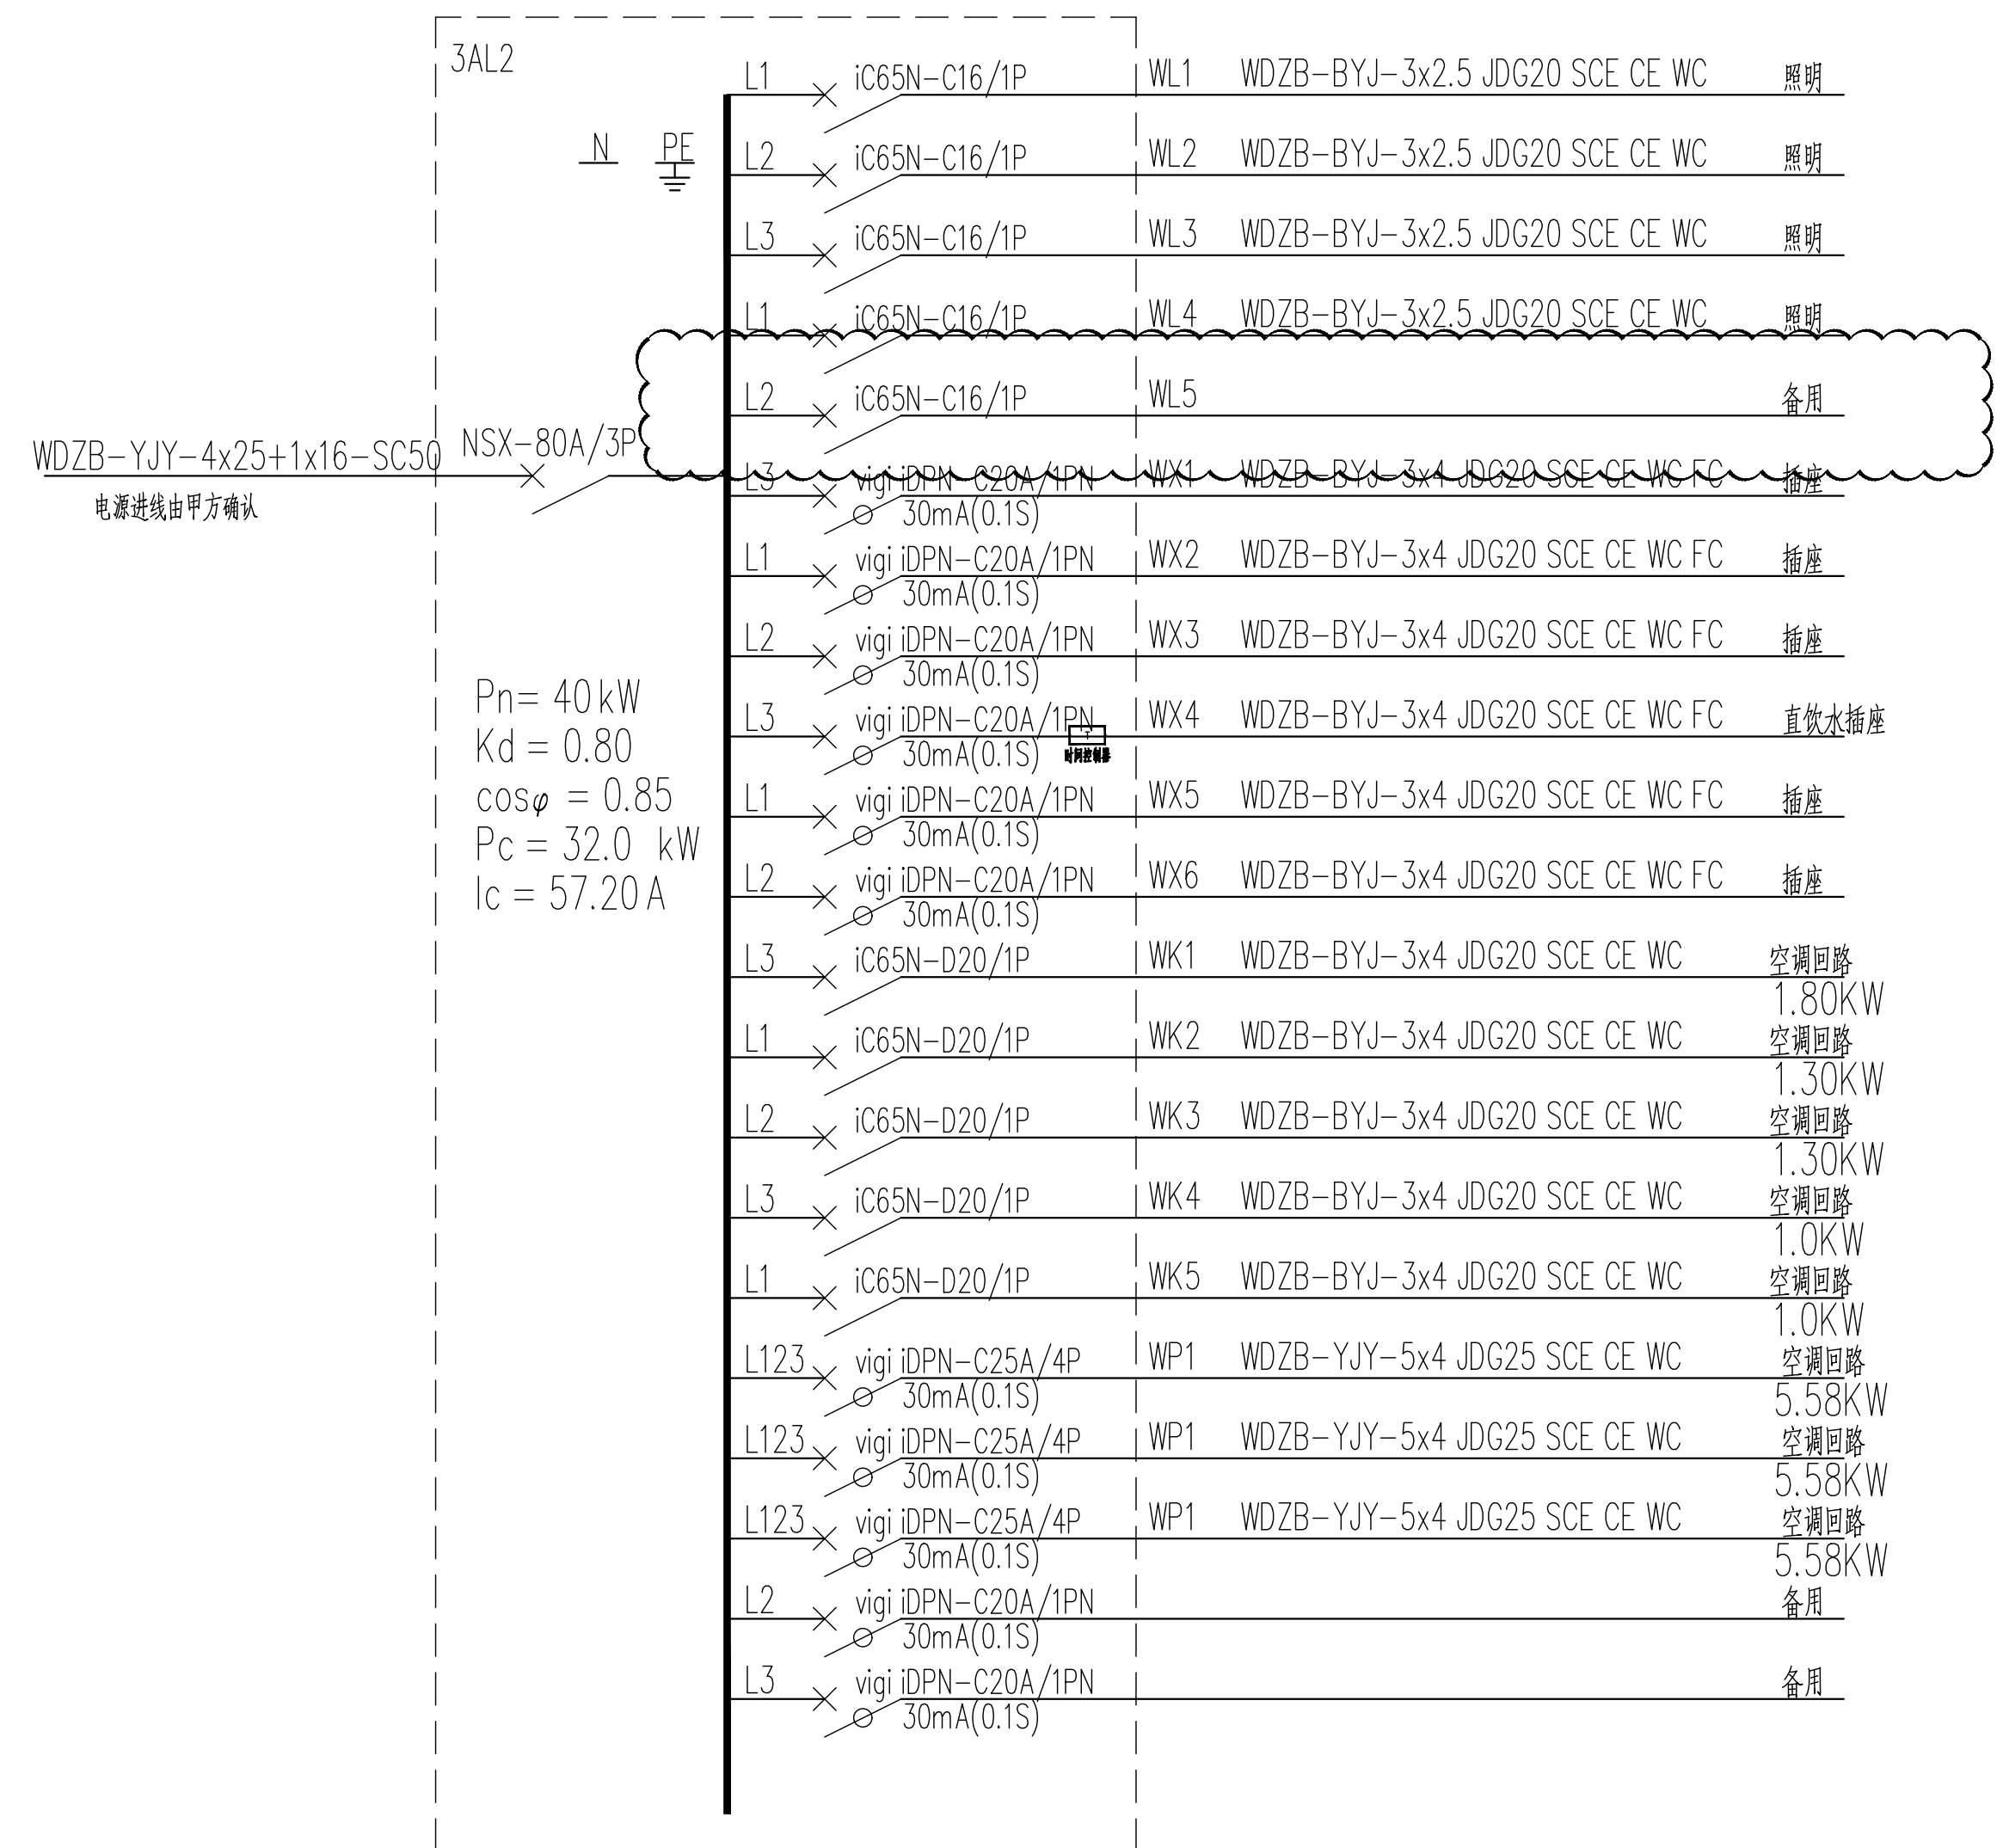 3AL2
N PE
WDZB-YJY-4x25+1x16-SC50 NSX-80A/3P
电源进线由甲方确认
Pn= 40kW
Kd = 0.80
cosφ = 0.85
Pc = 32.0 kW
Ic = 57.20 A
L1 iC65N-C16/1P WL1 WDZB-BYJ-3x2.5 JDG20 SCE CE WC 照明
L2 iC65N-C16/1P WL2 WDZB-BYJ-3x2.5 JDG20 SCE CE WC 照明
L3 iC65N-C16/1P WL3 WDZB-BYJ-3x2.5 JDG20 SCE CE WC 照明
L1 iC65N-C16/1P WL4 WDZB-BYJ-3x2.5 JDG20 SCE CE WC 照明
L2 iC65N-C16/1P WL5 备用
L3 vigi iDPN-C20A/1PN WX1 WDZB-BYJ-3x4 JDG20 SCE CE WC FC 插座
30mA(0.1S)
L1 vigi iDPN-C20A/1PN WX2 WDZB-BYJ-3x4 JDG20 SCE CE WC FC 插座
30mA(0.1S)
L2 vigi iDPN-C20A/1PN WX3 WDZB-BYJ-3x4 JDG20 SCE CE WC FC 插座
30mA(0.1S)
L3 vigi iDPN-C20A/1PN WX4 WDZB-BYJ-3x4 JDG20 SCE CE WC FC 直饮水插座
T
30mA(0.1S) 时间控制器
L1 vigi iDPN-C20A/1PN WX5 WDZB-BYJ-3x4 JDG20 SCE CE WC FC 插座
30mA(0.1S)
L2 vigi iDPN-C20A/1PN WX6 WDZB-BYJ-3x4 JDG20 SCE CE WC FC 插座
30mA(0.1S)
L3 iC65N-D20/1P WK1 WDZB-BYJ-3x4 JDG20 SCE CE WC 空调回路
1.80KW
L1 iC65N-D20/1P WK2 WDZB-BYJ-3x4 JDG20 SCE CE WC 空调回路
1.30KW
L2 iC65N-D20/1P WK3 WDZB-BYJ-3x4 JDG20 SCE CE WC 空调回路
1.30KW
L3 iC65N-D20/1P WK4 WDZB-BYJ-3x4 JDG20 SCE CE WC 空调回路
1.0KW
L1 iC65N-D20/1P WK5 WDZB-BYJ-3x4 JDG20 SCE CE WC 空调回路
1.0KW
L123 vigi iDPN-C25A/4P WP1 WDZB-YJY-5x4 JDG25 SCE CE WC 空调回路
30mA(0.1S) 5.58KW
L123 vigi iDPN-C25A/4P WP1 WDZB-YJY-5x4 JDG25 SCE CE WC 空调回路
30mA(0.1S) 5.58KW
L123 vigi iDPN-C25A/4P WP1 WDZB-YJY-5x4 JDG25 SCE CE WC 空调回路
30mA(0.1S) 5.58KW
L2 vigi iDPN-C20A/1PN 备用
30mA(0.1S)
L3 vigi iDPN-C20A/1PN 备用
30mA(0.1S)